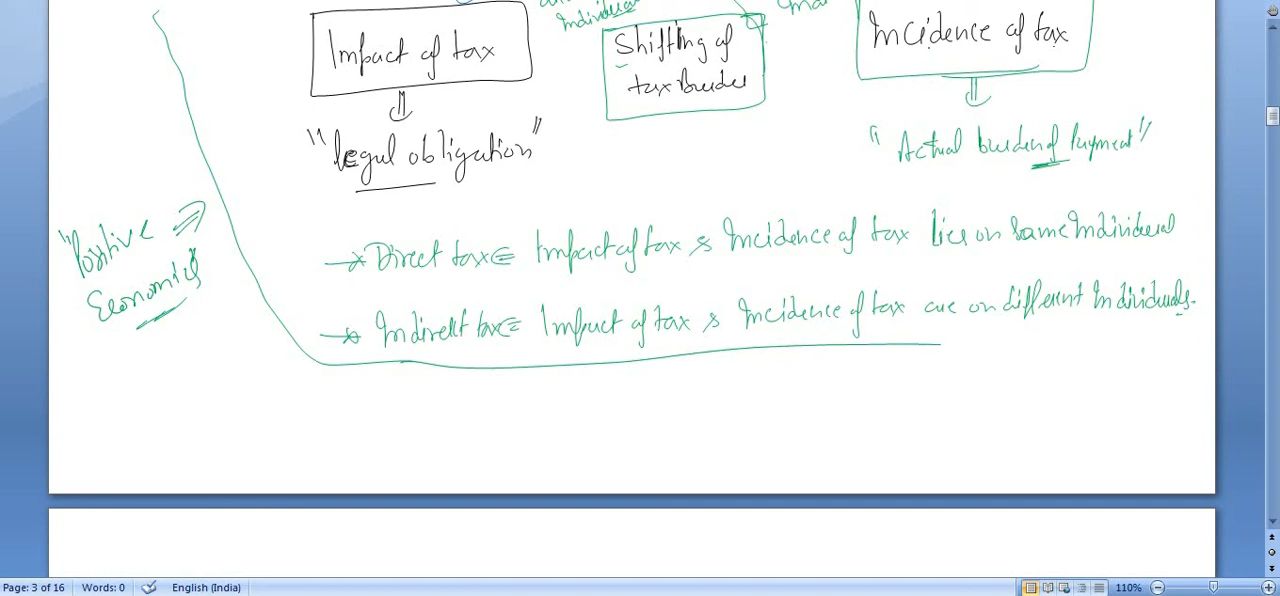 Individual
Impact of tax
Shifting of
tax burden
Incidence of tax
"legal obligation"
"Actual burden of Payment"
"Positive
Economics"
→ Direct tax = Impact of tax & Incidence of tax lies on same Individual
→ Indirect tax = Impact of tax & Incidence of tax are on different Individuals.
Page: 3 of 16
Words: 0
English (India)
110%